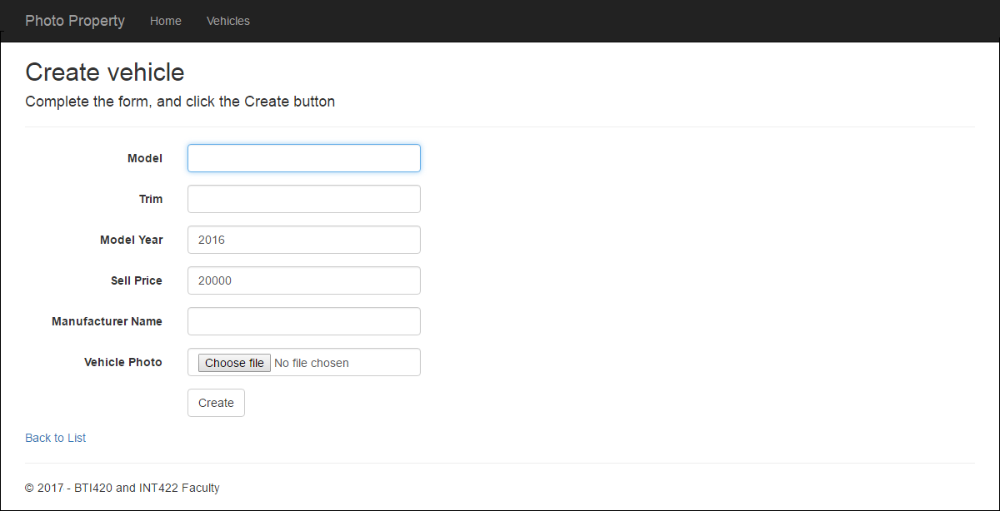 Photo Property Home Vehicles
Create vehicle
Complete the form, and click the Create button
Model
Trim
Model Year 2016
Sell Price 20000
Manufacturer Name
Vehicle Photo Choose file No file chosen
Create
Back to List
© 2017 - BTI420 and INT422 Faculty